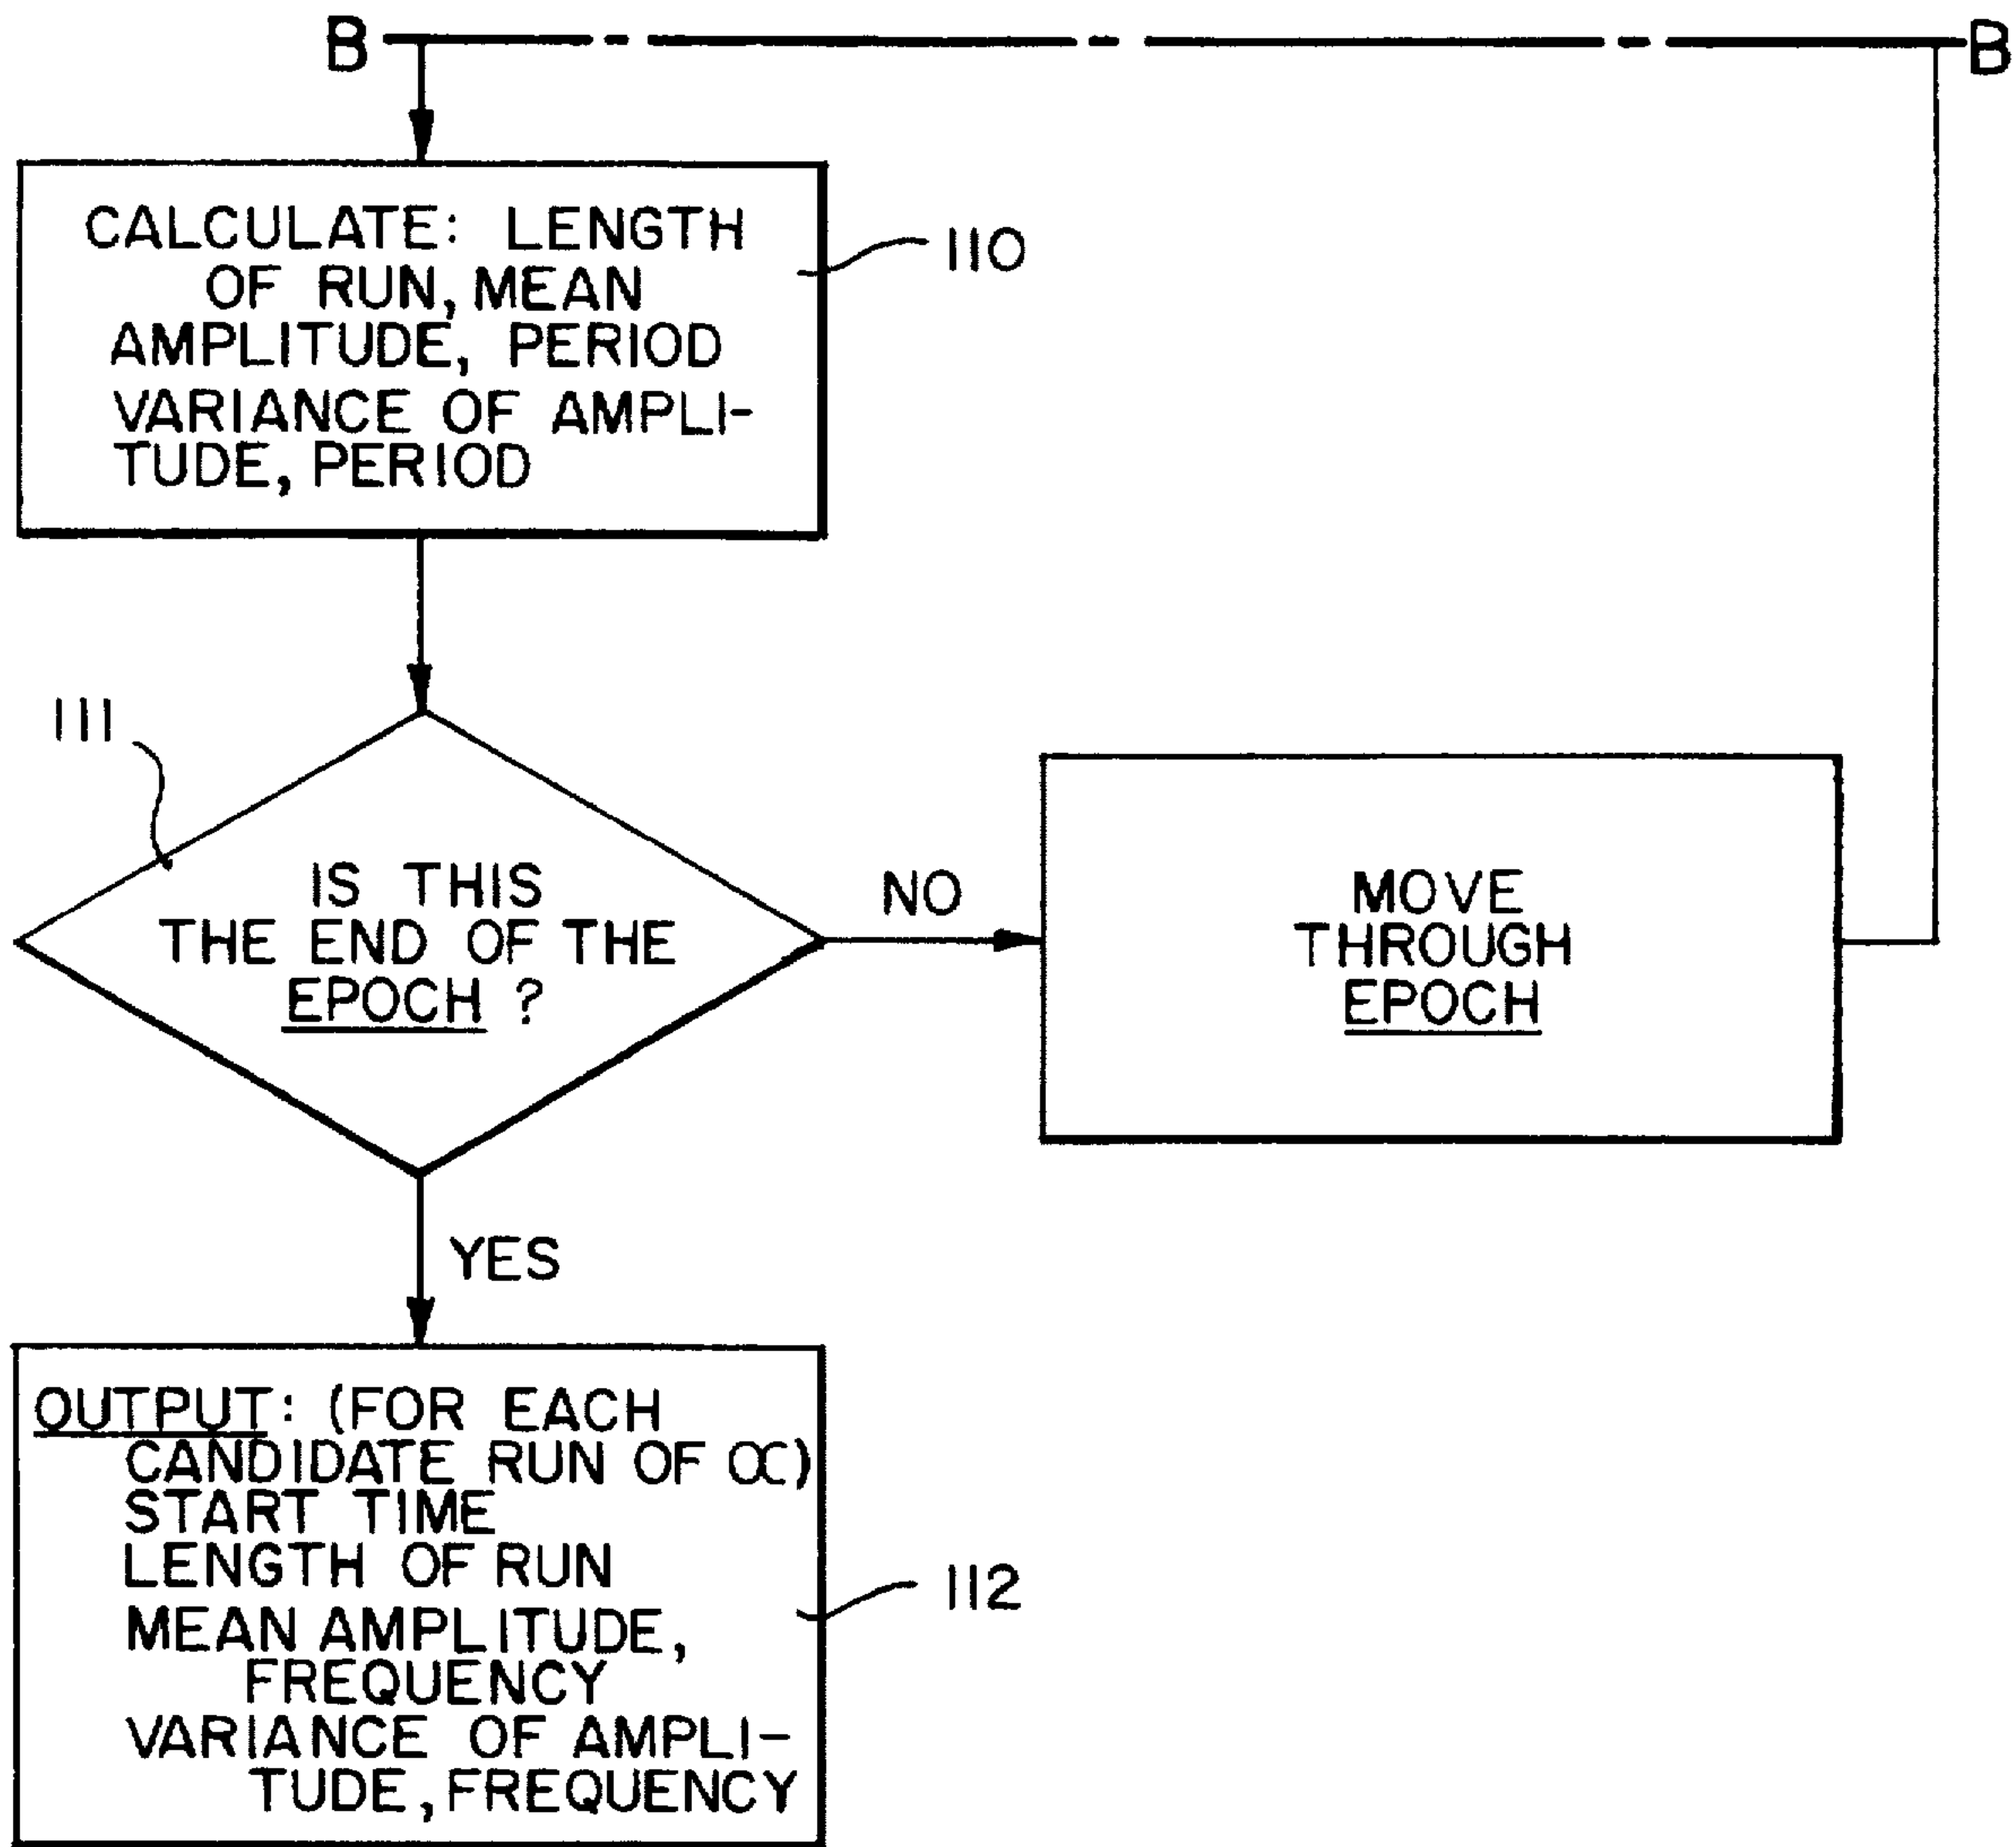 B B
CALCULATE: LENGTH
OF RUN, MEAN
AMPLITUDE, PERIOD
VARIANCE OF AMPLI-
TUDE, PERIOD
110
111
IS THIS
THE END OF THE
EPOCH ?
NO
MOVE
THROUGH
EPOCH
YES
OUTPUT: (FOR EACH
CANDIDATE RUN OF α)
START TIME
LENGTH OF RUN
MEAN AMPLITUDE,
FREQUENCY
VARIANCE OF AMPLI-
TUDE, FREQUENCY
112